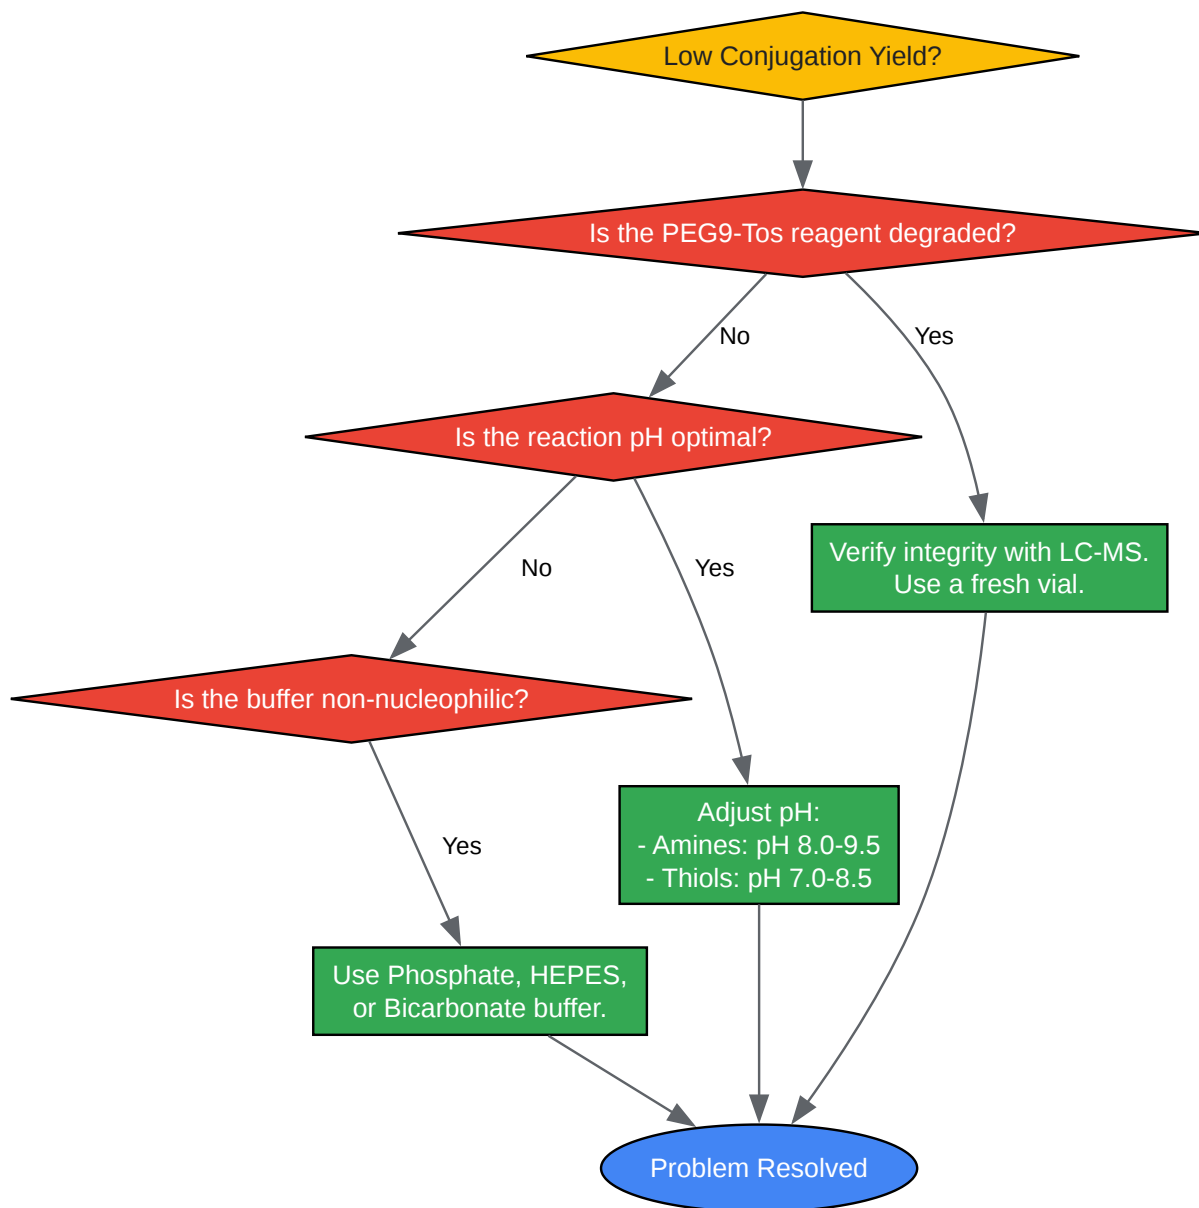 Low Conjugation Yield?
Is the PEG9-Tos reagent degraded?
No
Yes
Is the reaction pH optimal?
No
Yes
Verify integrity with LC-MS.
Use a fresh vial.
Is the buffer non-nucleophilic?
Adjust pH:
- Amines: pH 8.0-9.5
- Thiols: pH 7.0-8.5
Yes
Use Phosphate, HEPES,
or Bicarbonate buffer.
Problem Resolved